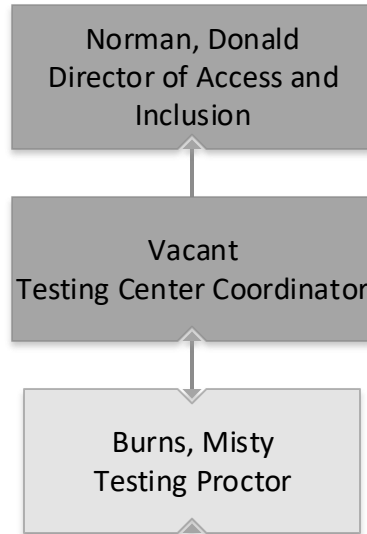 Norman, Donald
Director of Access and
Inclusion
Vacant
Testing Center Coordinator
Burns, Misty
Testing Proctor